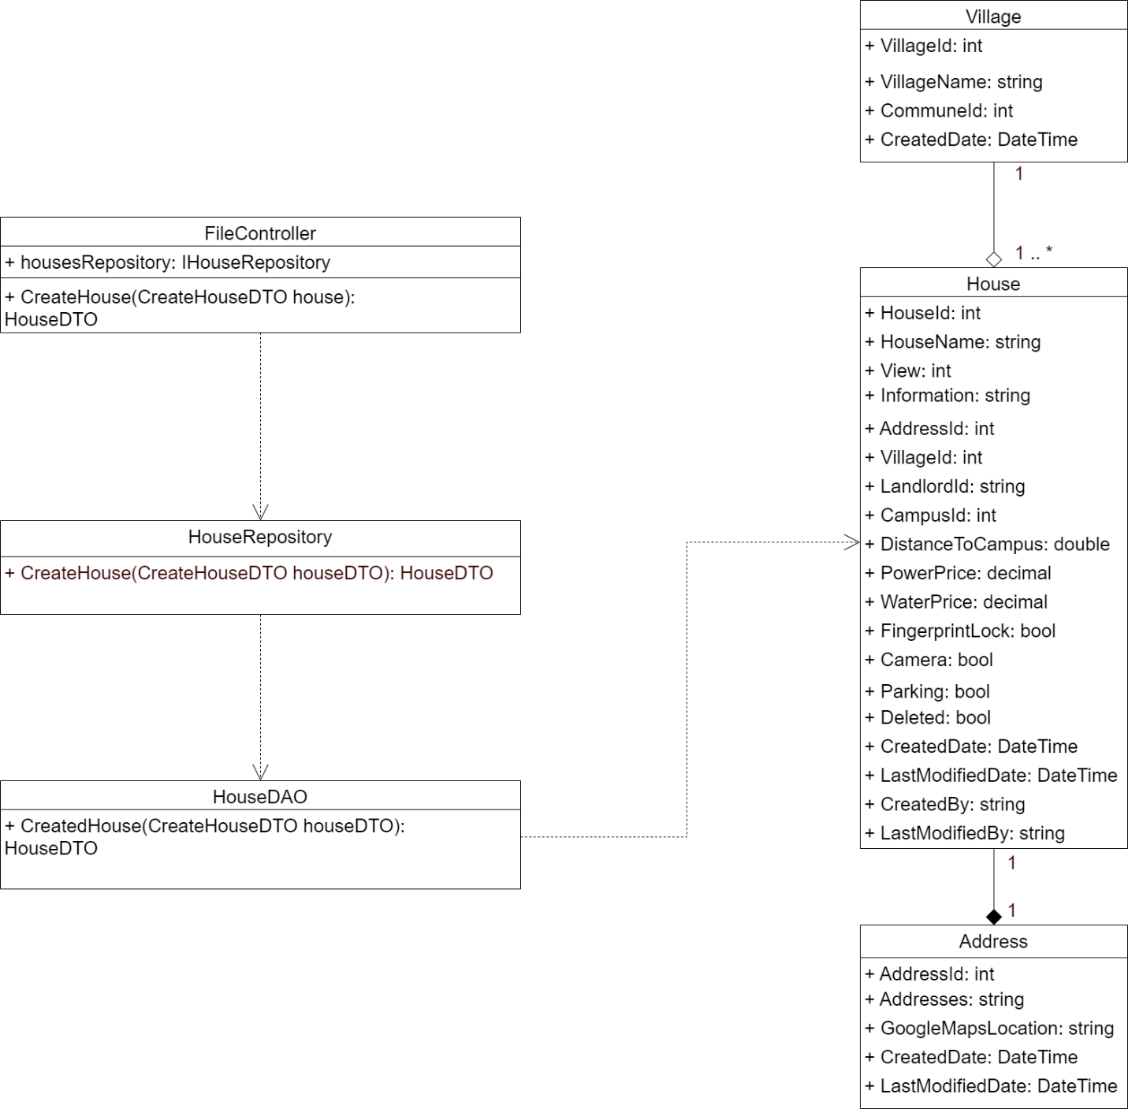 Village
+ VillageId: int
+ VillageName: string
+ CommuneId: int
+ CreatedDate: DateTime
1
1 .. *
FileController
+ housesRepository: IHouseRepository
+ CreateHouse(CreateHouseDTO house):
HouseDTO
HouseRepository
+ CreateHouse(CreateHouseDTO houseDTO): HouseDTO
HouseDAO
+ CreatedHouse(CreateHouseDTO houseDTO):
HouseDTO
House
+ HouseId: int
+ HouseName: string
+ View: int
+ Information: string
+ AddressId: int
+ VillageId: int
+ LandlordId: string
+ CampusId: int
+ DistanceToCampus: double
+ PowerPrice: decimal
+ WaterPrice: decimal
+ FingerprintLock: bool
+ Camera: bool
+ Parking: bool
+ Deleted: bool
+ CreatedDate: DateTime
+ LastModifiedDate: DateTime
+ CreatedBy: string
+ LastModifiedBy: string
1
1
Address
+ AddressId: int
+ Addresses: string
+ GoogleMapsLocation: string
+ CreatedDate: DateTime
+ LastModifiedDate: DateTime